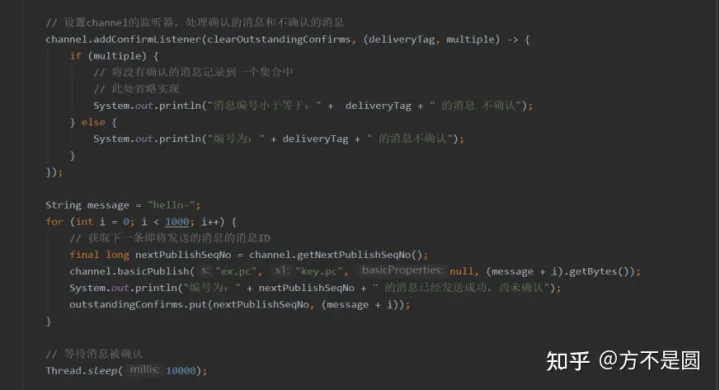 // 设置channel的监听器，处理确认的消息和不确认的消息
channel.addConfirmListener(clearOutstandingConfirms, (deliveryTag, multiple) -> {
if (multiple) {
// 将没有确认的消息记录到一个集合中
// 此处省略实现
System.out.println("消息编号小于等于：" +  deliveryTag + " 的消息 不确认");
} else {
System.out.println("编号为：" + deliveryTag + " 的消息不确认");
}
});
String message = "hello-";
for (int i = 0; i < 1000; i++) {
// 获取下一条即将发送的消息的消息ID
final long nextPublishSeqNo = channel.getNextPublishSeqNo();
channel.basicPublish( s: "ex.pc", s1: "key.pc", basicProperties: null, (message + i).getBytes());
System.out.println("编号为：" + nextPublishSeqNo + " 的消息已经发送成功，尚未确认");
outstandingConfirms.put(nextPublishSeqNo, (message + i));
}
// 等待消息被确认
Thread.sleep( millis: 10000);
知乎 @方不是圆